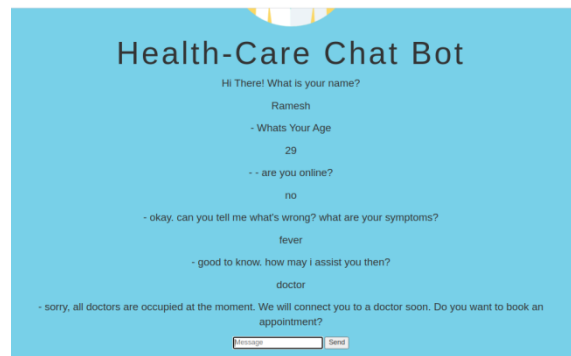 Health-Care Chat Bot
Hi There! What is your name?
Ramesh
- Whats Your Age
29
- - are you online?
no
- okay. can you tell me what's wrong? what are your symptoms?
fever
- good to know. how may i assist you then?
doctor
- sorry, all doctors are occupied at the moment. We will connect you to a doctor soon. Do you want to book an
appointment?
Message Send